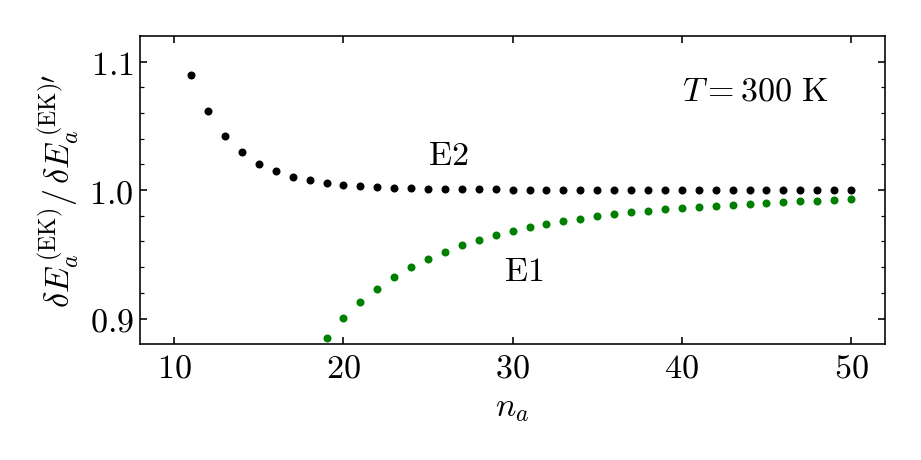 δE_a^(EK) / δE_a^(EK)′
1.1
1.0
0.9
T = 300 K
E2
E1
10 20 30 40 50
n_a